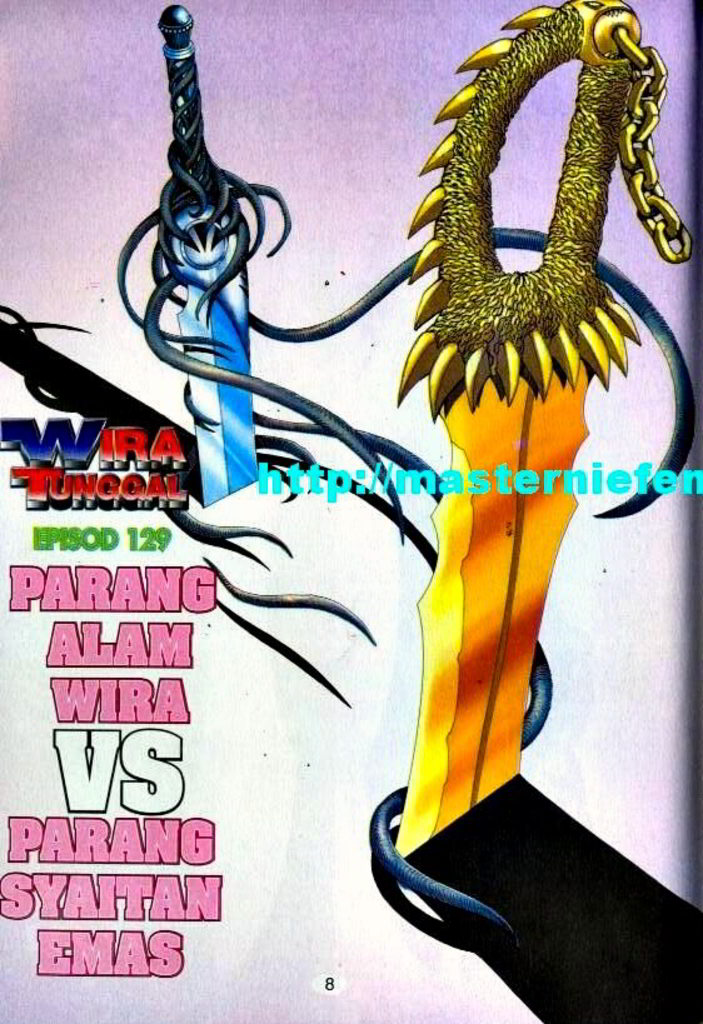 http://masterniefen
WIRA
TUNGGAL
EPISOD 129
PARANG
ALAM
WIRA
VS
PARANG
SYAITAN
EMAS
8